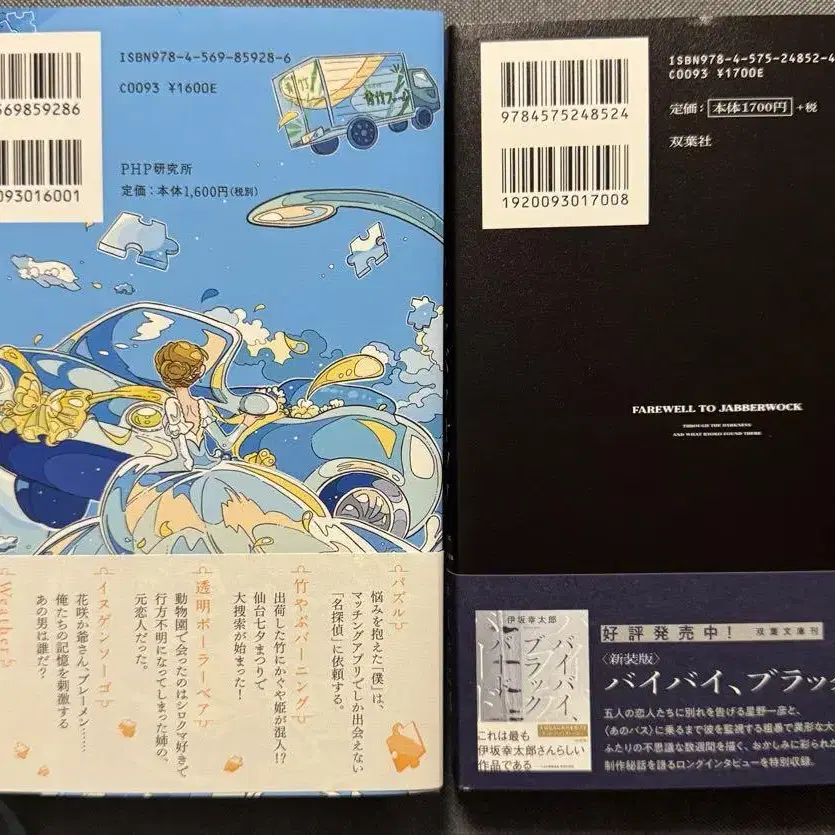 ISBN978-4-569-85928-6
C0093 ¥1600E
569859286
093016001
PHP研究所
定価：本体1,600円(税別)
青竹ファーム
パズル
悩みを抱えた「僕」は、
マッチングアプリでしか出会えない
「名探偵」に依頼する。
竹やぶバーニング
出荷した竹にかぐや姫が混入!?
仙台七夕まつりで
大捜索が始まった！
透明ポーラーベア
動物園で会ったのはシロクマ好きで
行方不明になってしまった姉の、
元恋人だった。
イヌゲンソーゴ
花咲か爺さん、ブレーメン……
俺たちの記憶を刺激する
あの男は誰だ？
Weather
ISBN978-4-575-24852-4
C0093 ¥1700E
定価：本体1700円+税
双葉社
9784575248524
1920093017008
FAREWELL TO JABBERWOCK
THROUGH THE DARKNESS
AND WHAT RYOKO FOUND THERE
好評発売中！ 双葉文庫刊
〈新装版〉
バイバイ、ブラック
五人の恋人たちに別れを告げる星野一彦と、
〈あのバス〉に乗るまで彼を監視する粗暴で異形な大
ふたりの不思議な数週間を描く、おかしみに彩られた
制作秘話を語るロングインタビューを特別収録。
伊坂幸太郎
バイバイ、
ブラック
バード
これは最も
伊坂幸太郎さんらしい
作品である